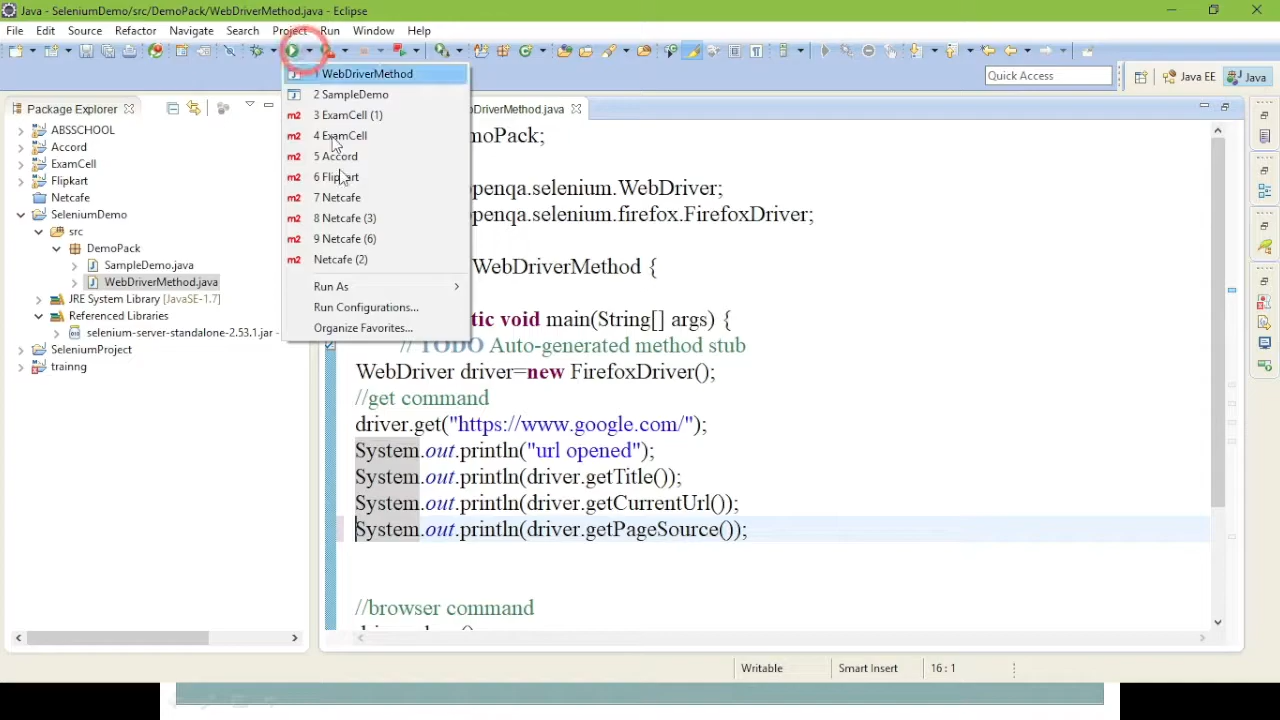 Java - SeleniumDemo/src/DemoPack/WebDriverMethod.java - Eclipse
File Edit Source Refactor Navigate Search Project Run Window Help
Quick Access
Java EE
Java
Package Explorer
ABSSCHOOL
Accord
ExamCell
Flipkart
Netcafe
SeleniumDemo
src
DemoPack
SampleDemo.java
WebDriverMethod.java
JRE System Library [JavaSE-1.7]
Referenced Libraries
selenium-server-standalone-2.53.1.jar -
SeleniumProject
trainng
1 WebDriverMethod
2 SampleDemo
3 ExamCell (1)
4 ExamCell
5 Accord
6 Flipkart
7 Netcafe
8 Netcafe (3)
9 Netcafe (6)
Netcafe (2)
Run As
Run Configurations...
Organize Favorites...
DriverMethod.java
moPack;
openqa.selenium.WebDriver;
openqa.selenium.firefox.FirefoxDriver;
WebDriverMethod {
tic void main(String[] args) {
// TODO Auto-generated method stub
WebDriver driver=new FirefoxDriver();
//get command
driver.get("https://www.google.com/");
System.out.println("url opened");
System.out.println(driver.getTitle());
System.out.println(driver.getCurrentUrl());
System.out.println(driver.getPageSource());
//browser command
Writable
Smart Insert
16 : 1